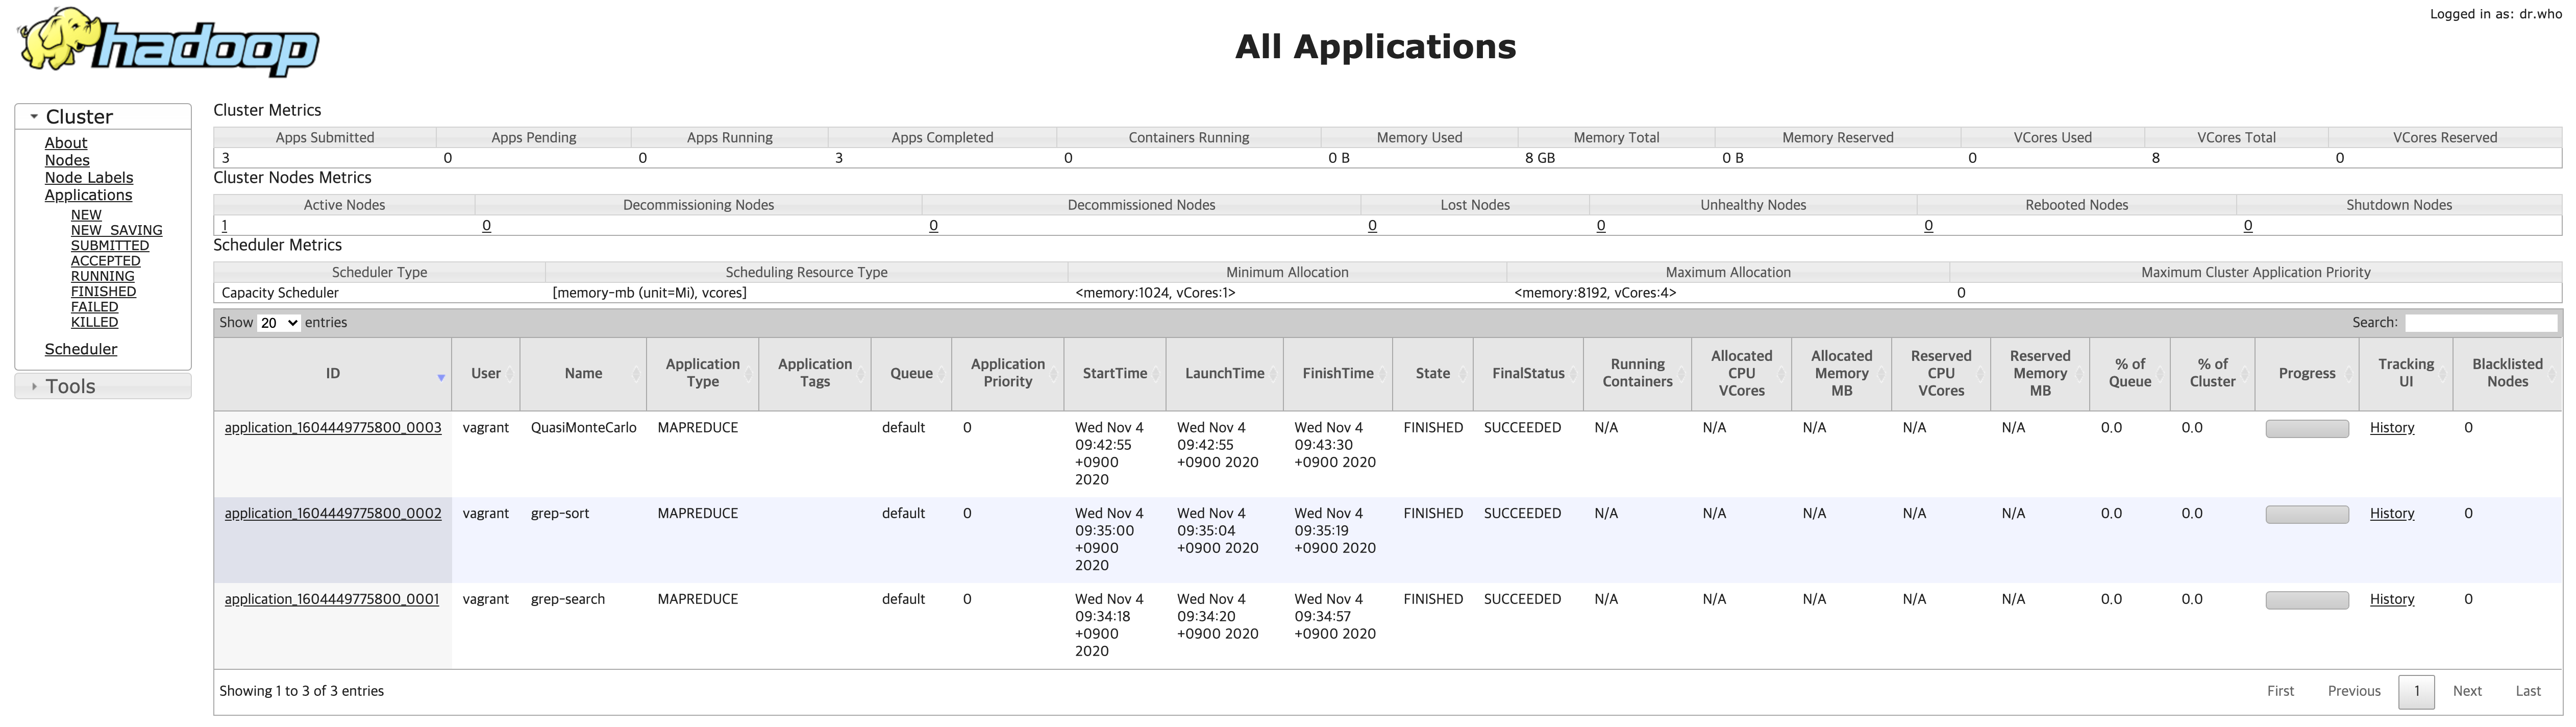 hadoop
Logged in as: dr.who
All Applications
Cluster
About
Nodes
Node Labels
Applications
NEW
NEW_SAVING
SUBMITTED
ACCEPTED
RUNNING
FINISHED
FAILED
KILLED
Scheduler
Tools
Cluster Metrics
Apps Submitted Apps Pending Apps Running Apps Completed Containers Running Memory Used Memory Total Memory Reserved VCores Used VCores Total VCores Reserved
3 0 0 3 0 0 B 8 GB 0 B 0 8 0
Cluster Nodes Metrics
Active Nodes Decommissioning Nodes Decommissioned Nodes Lost Nodes Unhealthy Nodes Rebooted Nodes Shutdown Nodes
1 0 0 0 0 0 0
Scheduler Metrics
Scheduler Type Scheduling Resource Type Minimum Allocation Maximum Allocation Maximum Cluster Application Priority
Capacity Scheduler [memory-mb (unit=Mi), vcores] <memory:1024, vCores:1> <memory:8192, vCores:4> 0
Show 20 entries Search:
ID User Name Application Type Application Tags Queue Application Priority StartTime LaunchTime FinishTime State FinalStatus Running Containers Allocated CPU VCores Allocated Memory MB Reserved CPU VCores Reserved Memory MB % of Queue % of Cluster Progress Tracking UI Blacklisted Nodes
application_1604449775800_0003 vagrant QuasiMonteCarlo MAPREDUCE default 0 Wed Nov 4 09:42:55 +0900 2020 Wed Nov 4 09:42:55 +0900 2020 Wed Nov 4 09:43:30 +0900 2020 FINISHED SUCCEEDED N/A N/A N/A N/A N/A 0.0 0.0 History 0
application_1604449775800_0002 vagrant grep-sort MAPREDUCE default 0 Wed Nov 4 09:35:00 +0900 2020 Wed Nov 4 09:35:04 +0900 2020 Wed Nov 4 09:35:19 +0900 2020 FINISHED SUCCEEDED N/A N/A N/A N/A N/A 0.0 0.0 History 0
application_1604449775800_0001 vagrant grep-search MAPREDUCE default 0 Wed Nov 4 09:34:18 +0900 2020 Wed Nov 4 09:34:20 +0900 2020 Wed Nov 4 09:34:57 +0900 2020 FINISHED SUCCEEDED N/A N/A N/A N/A N/A 0.0 0.0 History 0
Showing 1 to 3 of 3 entries First Previous 1 Next Last